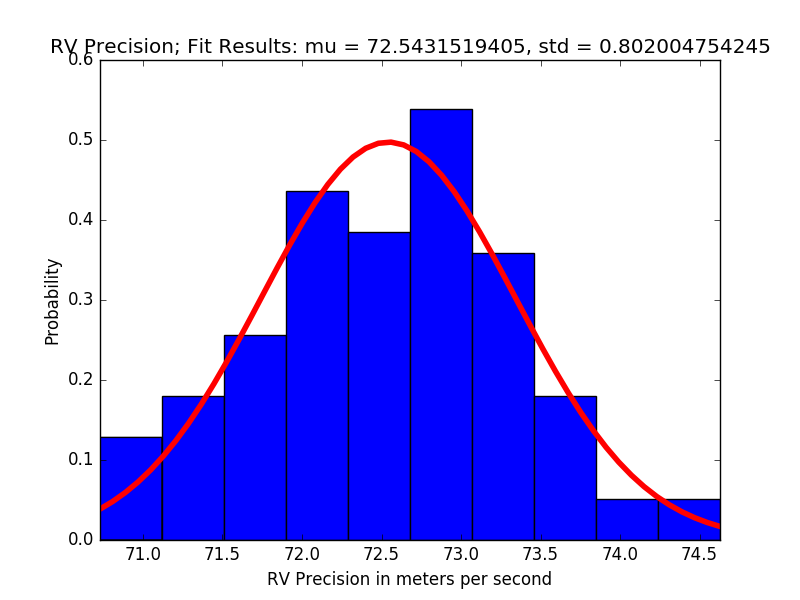 RV Precision; Fit Results: mu = 72.5431519405, std = 0.802004754245
0.6
0.5
0.4
0.3
0.2
0.1
0.0
Probability
71.0 71.5 72.0 72.5 73.0 73.5 74.0 74.5
RV Precision in meters per second